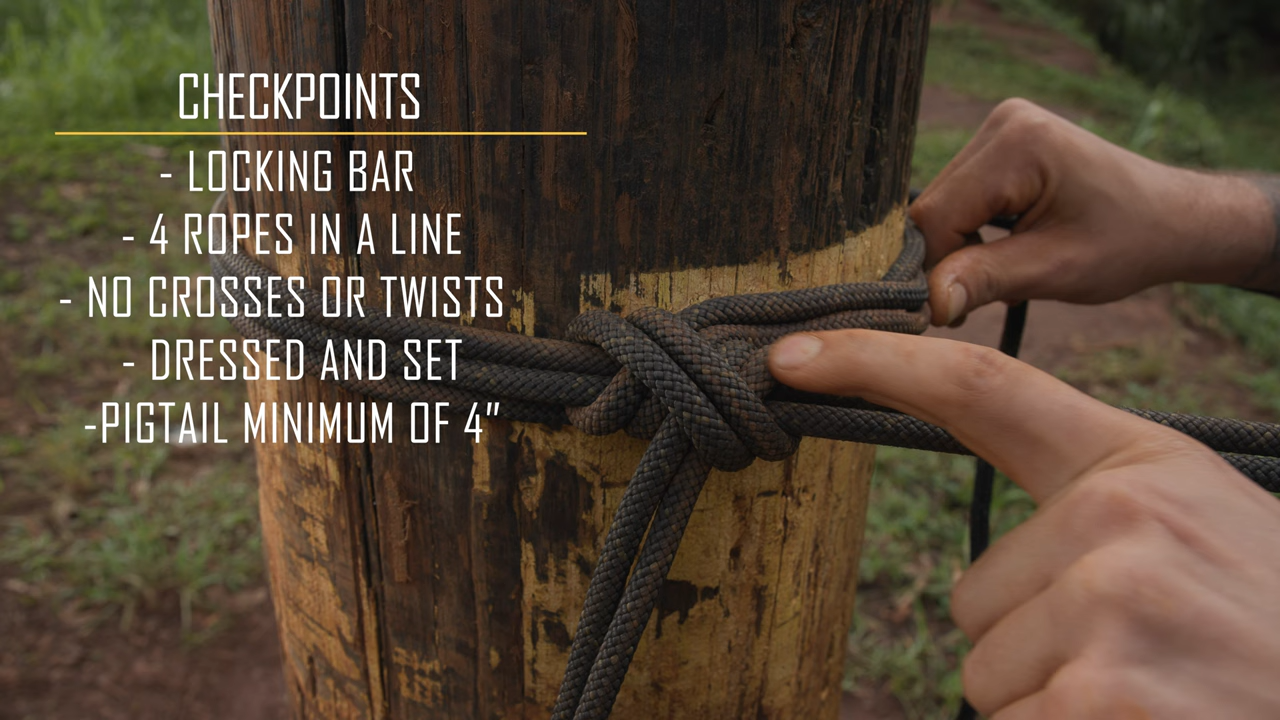 CHECKPOINTS
- LOCKING BAR
- 4 ROPES IN A LINE
- NO CROSSES OR TWISTS
- DRESSED AND SET
-PIGTAIL MINIMUM OF 4"